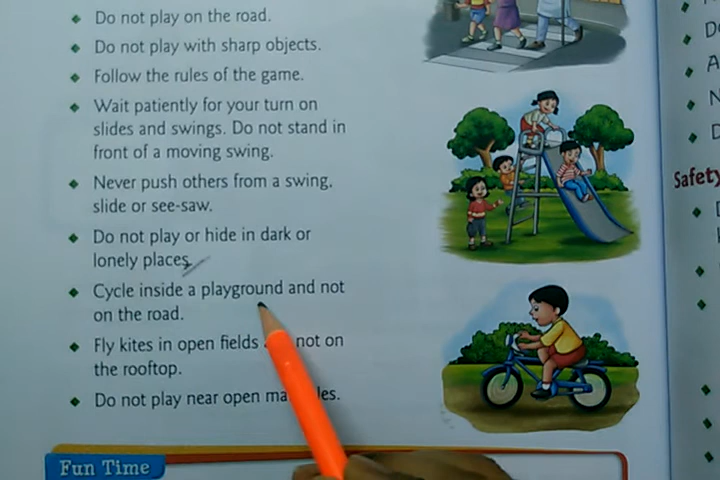 Do not play on the road.
Do not play with sharp objects.
Follow the rules of the game.
Wait patiently for your turn on
slides and swings. Do not stand in
front of a moving swing.
Never push others from a swing,
slide or see-saw.
Do not play or hide in dark or
lonely places.
Cycle inside a playground and not
on the road.
Fly kites in open fields not on
the rooftop.
Do not play near open
Fun Time
Safety